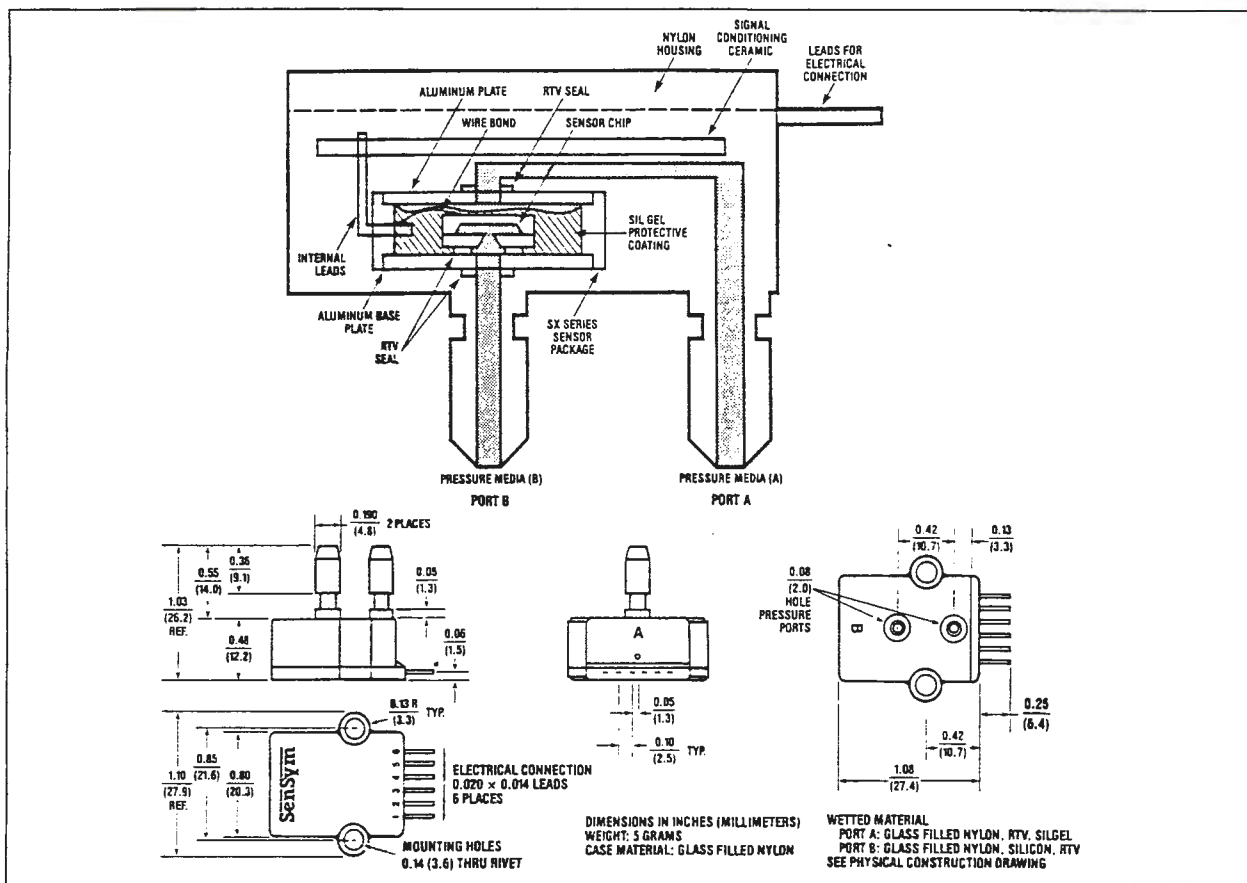 NYLON
HOUSING
SIGNAL
CONDITIONING
CERAMIC
LEADS FOR
ELECTRICAL
CONNECTION
ALUMINUM PLATE
RTV SEAL
WIRE BOND
SENSOR CHIP
SIL GEL
PROTECTIVE
COATING
INTERNAL
LEADS
ALUMINUM BASE
PLATE
RTV
SEAL
SX SERIES
SENSOR
PACKAGE
PRESSURE MEDIA (B)
PORT B
PRESSURE MEDIA (A)
PORT A
0.190
(4.8)
2 PLACES
0.36
(9.1)
0.55
(14.0)
1.03
(26.2)
REF.
0.48
(12.2)
0.05
(1.3)
0.06
(1.5)
A
0.05
(1.3)
0.10
(2.5)
TYP.
0.42
(10.7)
0.13
(3.3)
0.08
(2.0)
HOLE
PRESSURE
PORTS
B
0.25
(6.4)
0.42
(10.7)
1.08
(27.4)
(3.3)
TYP.
1.10
(27.9)
REF.
0.85
(21.6)
0.80
(20.3)
SenSym
1 2 3 4 5 6
ELECTRICAL CONNECTION
0.020 × 0.014 LEADS
6 PLACES
MOUNTING HOLES
0.14 (3.6) THRU RIVET
DIMENSIONS IN INCHES (MILLIMETERS)
WEIGHT: 5 GRAMS
CASE MATERIAL: GLASS FILLED NYLON
WETTED MATERIAL
PORT A: GLASS FILLED NYLON, RTV, SILGEL
PORT B: GLASS FILLED NYLON, SILICON, RTV
SEE PHYSICAL CONSTRUCTION DRAWING